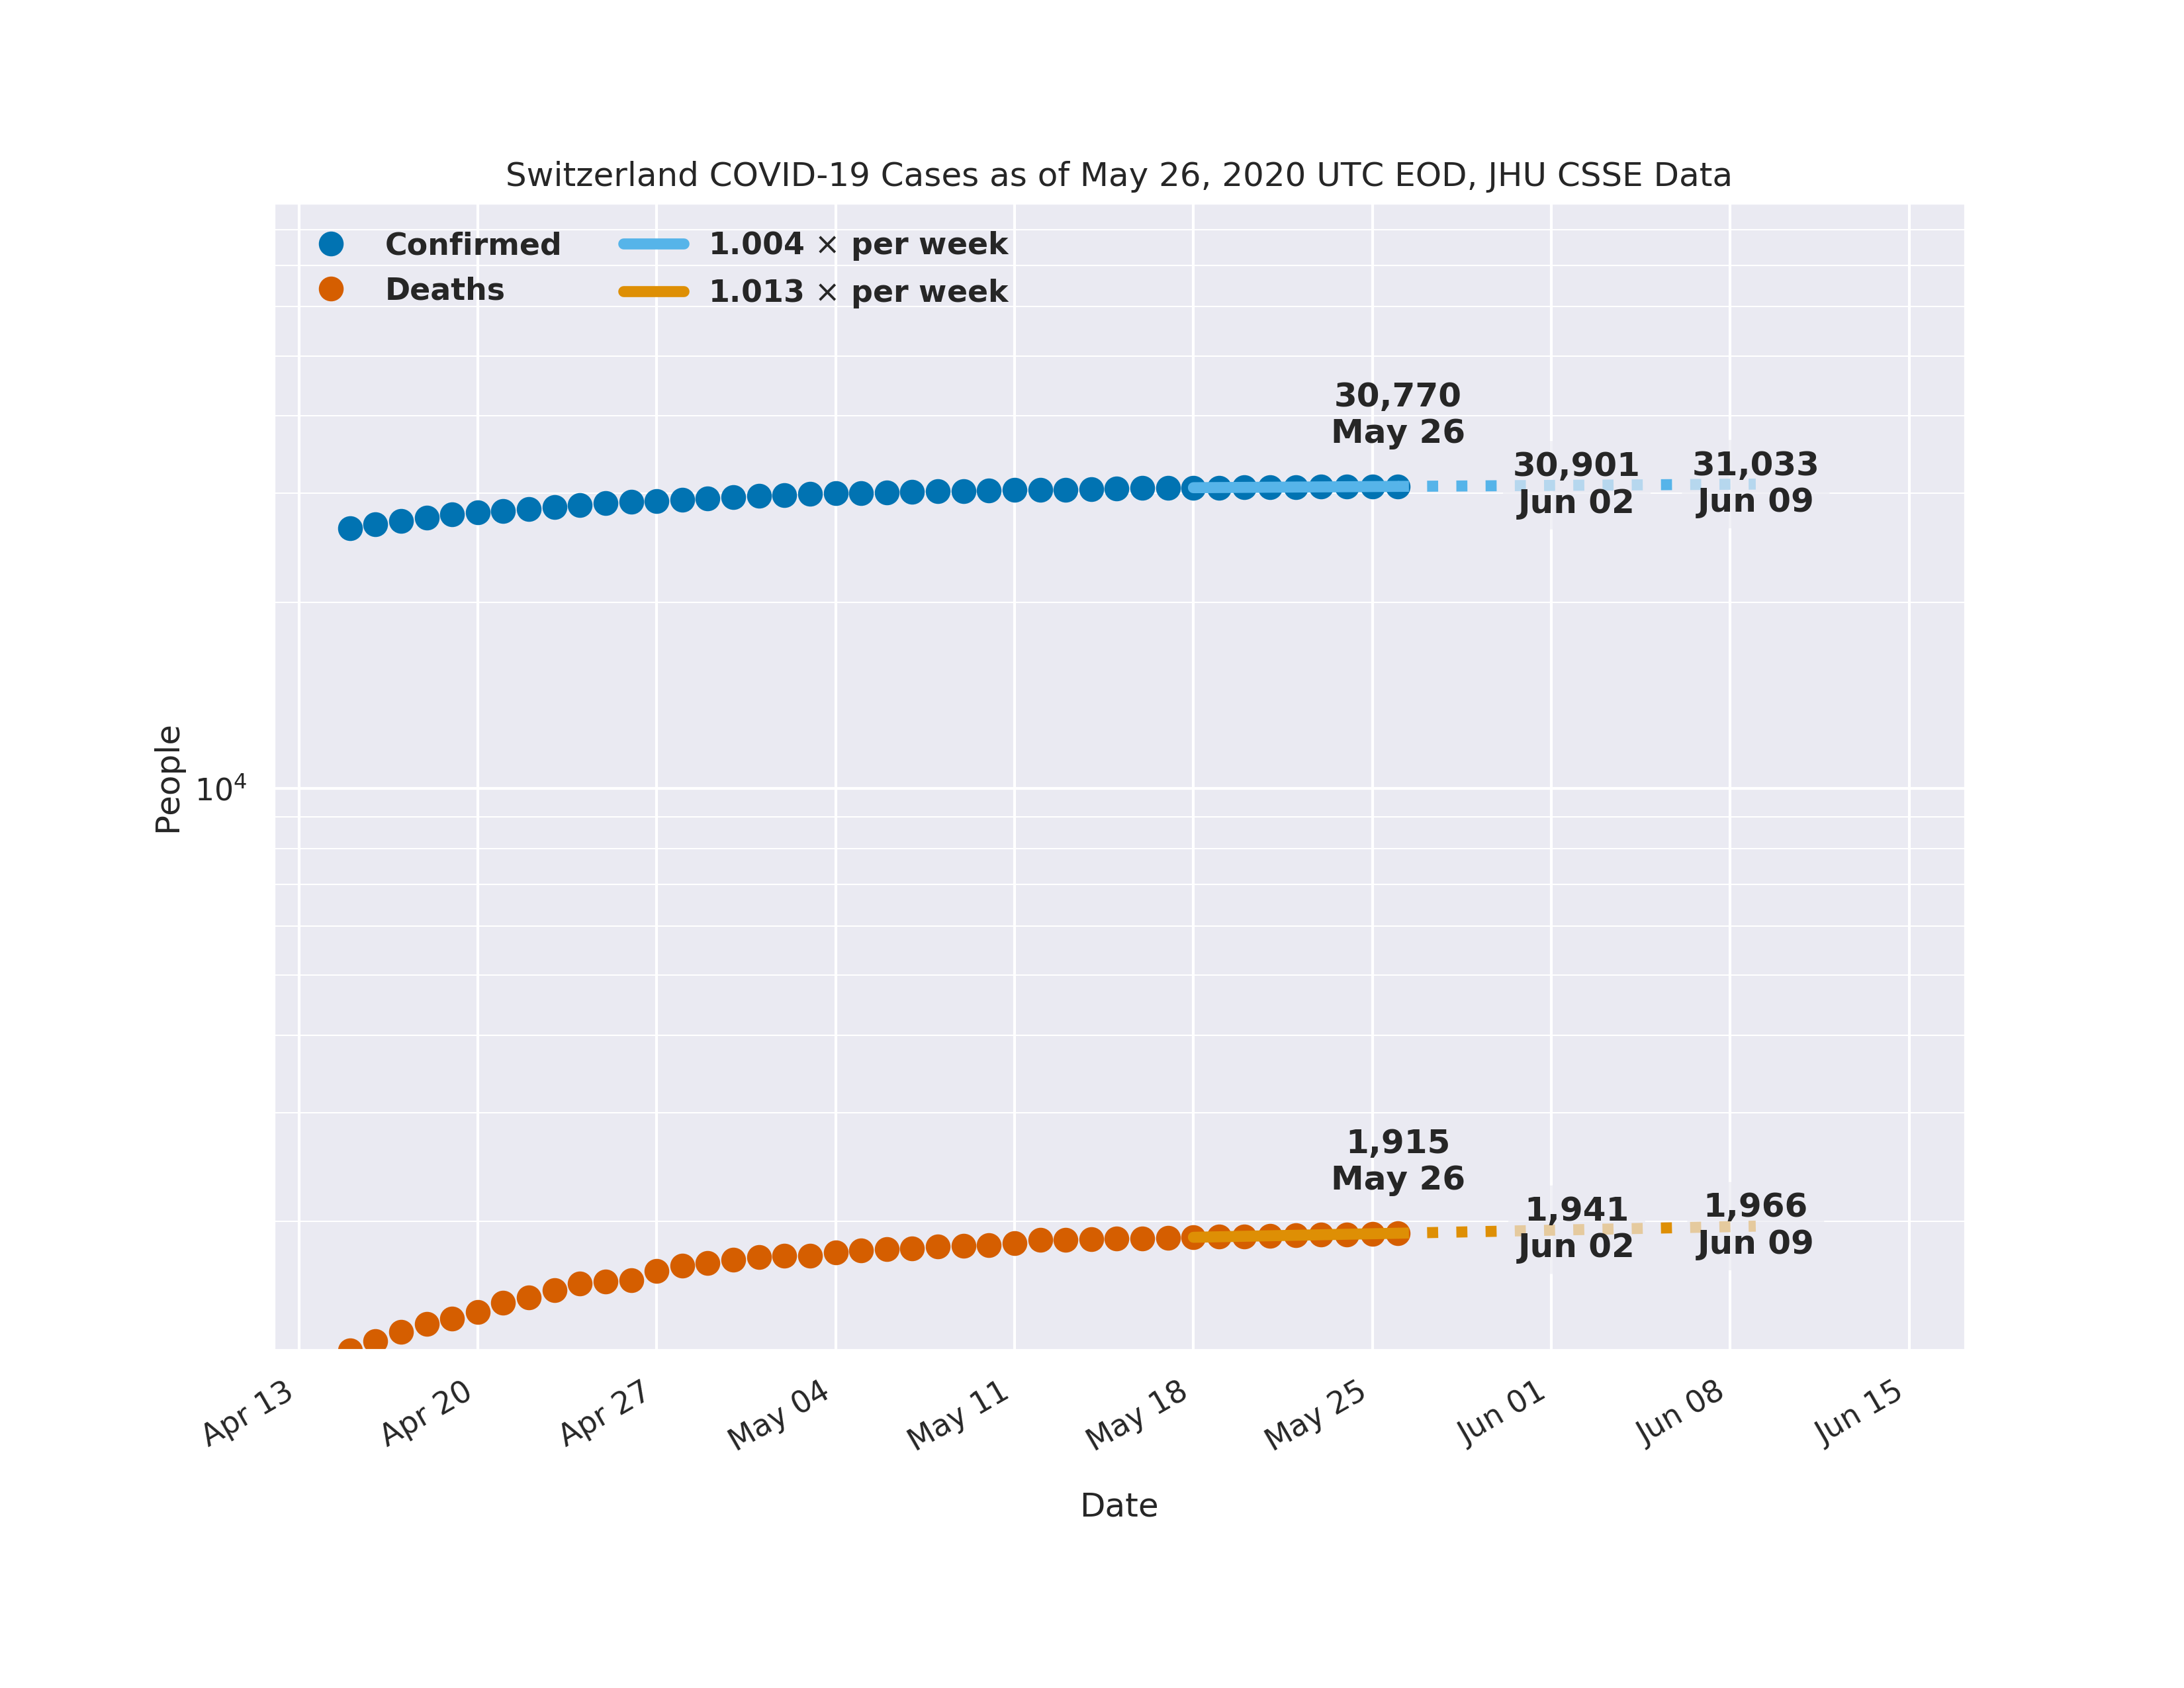 Switzerland COVID-19 Cases as of May 26, 2020 UTC EOD, JHU CSSE Data
Confirmed
Deaths
1.004 × per week
1.013 × per week
30,770
May 26
30,901
Jun 02
31,033
Jun 09
People
10⁴
1,915
May 26
1,941
Jun 02
1,966
Jun 09
Apr 13
Apr 20
Apr 27
May 04
May 11
May 18
May 25
Jun 01
Jun 08
Jun 15
Date